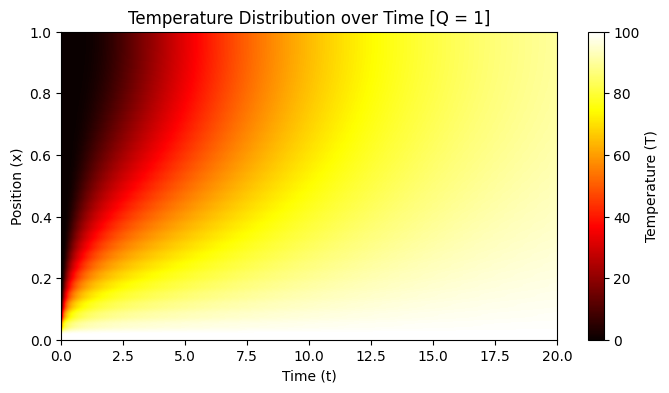 Temperature Distribution over Time [Q = 1]
1.0
0.8
0.6
0.4
0.2
0.0
Position (x)
0.0 2.5 5.0 7.5 10.0 12.5 15.0 17.5 20.0
Time (t)
100
80
60
40
20
0
Temperature (T)